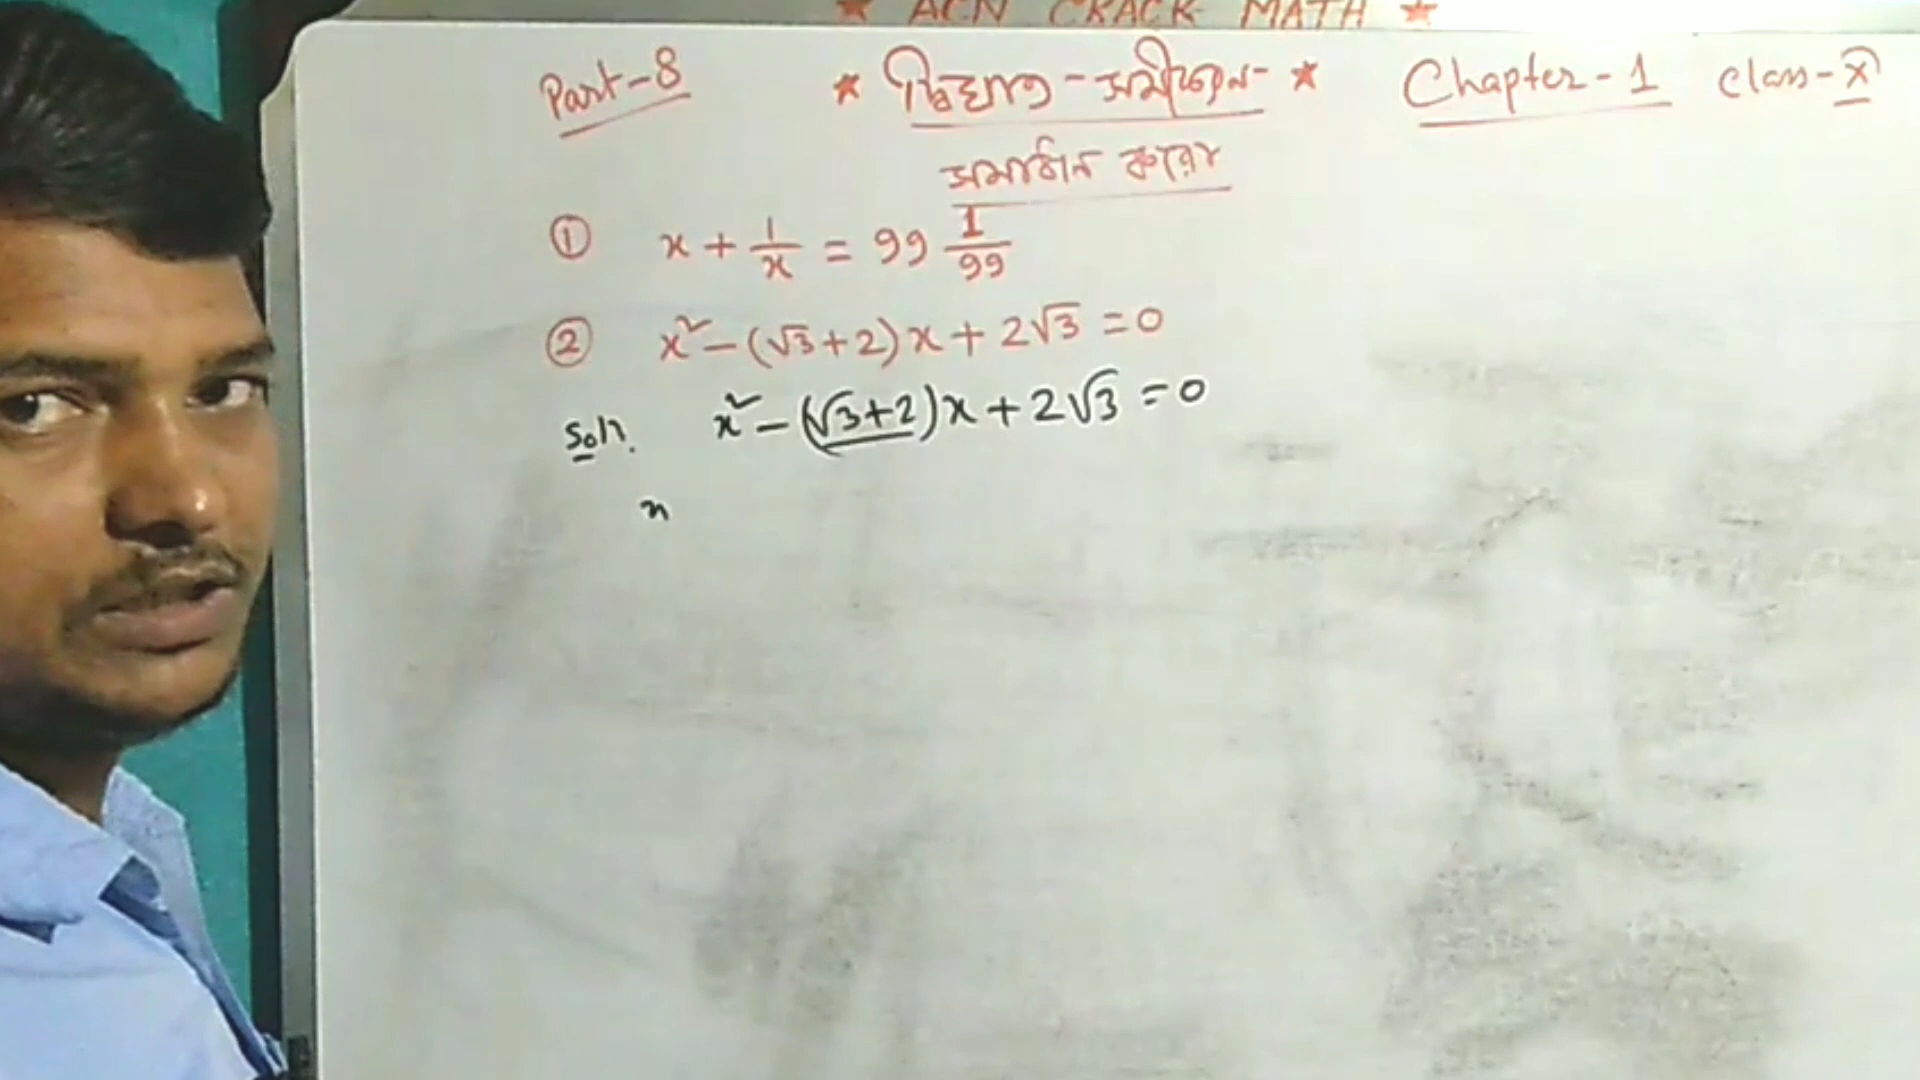 ★ ACN CRACK MATH ★
Part-8 ★ দ্বিঘাত-সমীকরণ- ★ Chapter-1 class-X
সমাধান করো
① x + 1/x = 99 1/99
② x² - (√3+2)x + 2√3 = 0
Soln. x² - (√3+2)x + 2√3 = 0
x